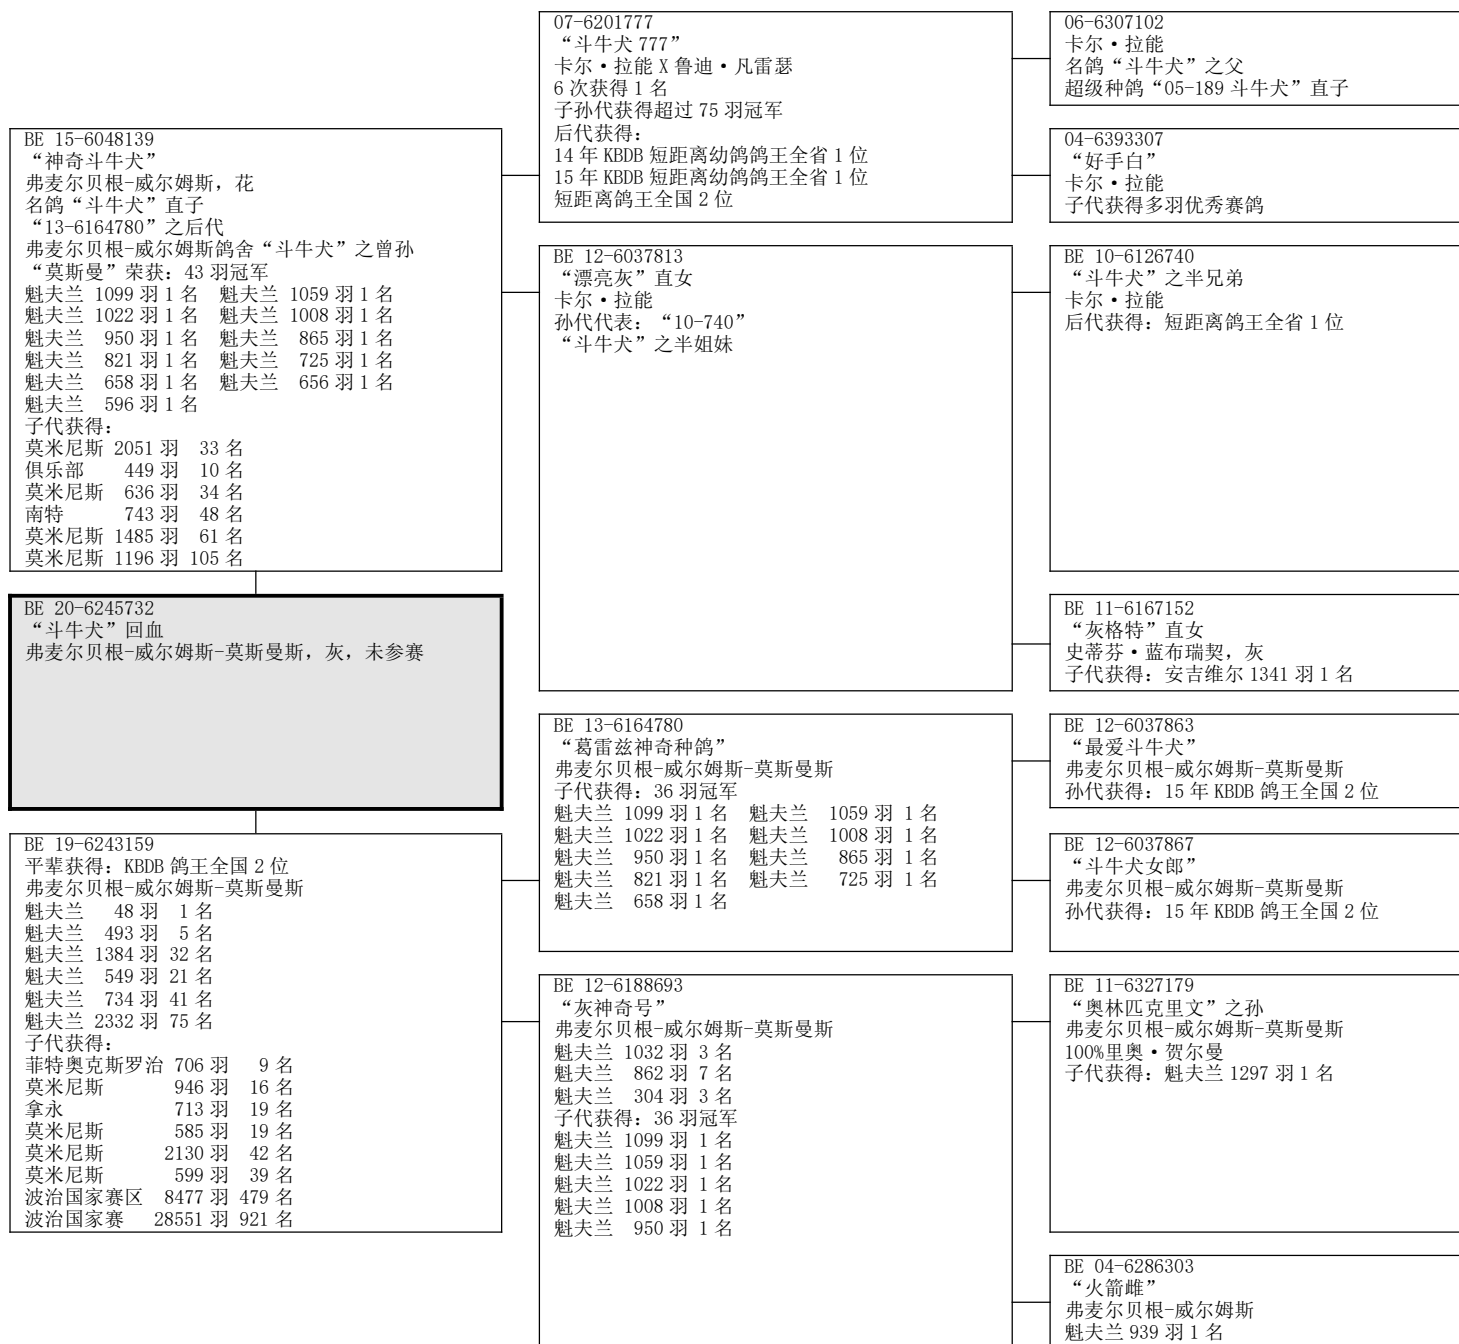 BE 15-6048139
“神奇斗牛犬”
弗麦尔贝根-威尔姆斯，花
名鸽“斗牛犬”直子
“13-6164780”之后代
弗麦尔贝根-威尔姆斯鸽舍“斗牛犬”之曾孙
“莫斯曼”荣获：43 羽冠军
魁夫兰 1099 羽 1 名 魁夫兰 1059 羽 1 名
魁夫兰 1022 羽 1 名 魁夫兰 1008 羽 1 名
魁夫兰 950 羽 1 名 魁夫兰 865 羽 1 名
魁夫兰 821 羽 1 名 魁夫兰 725 羽 1 名
魁夫兰 658 羽 1 名 魁夫兰 656 羽 1 名
魁夫兰 596 羽 1 名
子代获得：
莫米尼斯 2051 羽 33 名
俱乐部 449 羽 10 名
莫米尼斯 636 羽 34 名
南特 743 羽 48 名
莫米尼斯 1485 羽 61 名
莫米尼斯 1196 羽 105 名
BE 20-6245732
“斗牛犬”回血
弗麦尔贝根-威尔姆斯-莫斯曼斯，灰，未参赛
BE 19-6243159
平辈获得：KBDB 鸽王全国 2 位
弗麦尔贝根-威尔姆斯-莫斯曼斯
魁夫兰 48 羽 1 名
魁夫兰 493 羽 5 名
魁夫兰 1384 羽 32 名
魁夫兰 549 羽 21 名
魁夫兰 734 羽 41 名
魁夫兰 2332 羽 75 名
子代获得：
菲特奥克斯罗治 706 羽 9 名
莫米尼斯 946 羽 16 名
拿永 713 羽 19 名
莫米尼斯 585 羽 19 名
莫米尼斯 2130 羽 42 名
莫米尼斯 599 羽 39 名
波治国家赛区 8477 羽 479 名
波治国家赛 28551 羽 921 名
07-6201777
“斗牛犬 777”
卡尔·拉能 X 鲁迪·凡雷瑟
6 次获得 1 名
子孙代获得超过 75 羽冠军
后代获得：
14 年 KBDB 短距离幼鸽鸽王全省 1 位
15 年 KBDB 短距离幼鸽鸽王全省 1 位
短距离鸽王全国 2 位
BE 12-6037813
“漂亮灰”直女
卡尔·拉能
孙代代表：“10-740”
“斗牛犬”之半姐妹
BE 13-6164780
“葛雷兹神奇种鸽”
弗麦尔贝根-威尔姆斯-莫斯曼斯
子代获得：36 羽冠军
魁夫兰 1099 羽 1 名 魁夫兰 1059 羽 1 名
魁夫兰 1022 羽 1 名 魁夫兰 1008 羽 1 名
魁夫兰 950 羽 1 名 魁夫兰 865 羽 1 名
魁夫兰 821 羽 1 名 魁夫兰 725 羽 1 名
魁夫兰 658 羽 1 名
BE 12-6188693
“灰神奇号”
弗麦尔贝根-威尔姆斯-莫斯曼斯
魁夫兰 1032 羽 3 名
魁夫兰 862 羽 7 名
魁夫兰 304 羽 3 名
子代获得：36 羽冠军
魁夫兰 1099 羽 1 名
魁夫兰 1059 羽 1 名
魁夫兰 1022 羽 1 名
魁夫兰 1008 羽 1 名
魁夫兰 950 羽 1 名
06-6307102
卡尔·拉能
名鸽“斗牛犬”之父
超级种鸽“05-189 斗牛犬”直子
04-6393307
“好手白”
卡尔·拉能
子代获得多羽优秀赛鸽
BE 10-6126740
“斗牛犬”之半兄弟
卡尔·拉能
后代获得：短距离鸽王全省 1 位
BE 11-6167152
“灰格特”直女
史蒂芬·蓝布瑞契，灰
子代获得：安吉维尔 1341 羽 1 名
BE 12-6037863
“最爱斗牛犬”
弗麦尔贝根-威尔姆斯-莫斯曼斯
孙代获得：15 年 KBDB 鸽王全国 2 位
BE 12-6037867
“斗牛犬女郎”
弗麦尔贝根-威尔姆斯-莫斯曼斯
孙代获得：15 年 KBDB 鸽王全国 2 位
BE 11-6327179
“奥林匹克里文”之孙
弗麦尔贝根-威尔姆斯-莫斯曼斯
100%里奥·贺尔曼
子代获得：魁夫兰 1297 羽 1 名
BE 04-6286303
“火箭雌”
弗麦尔贝根-威尔姆斯
魁夫兰 939 羽 1 名